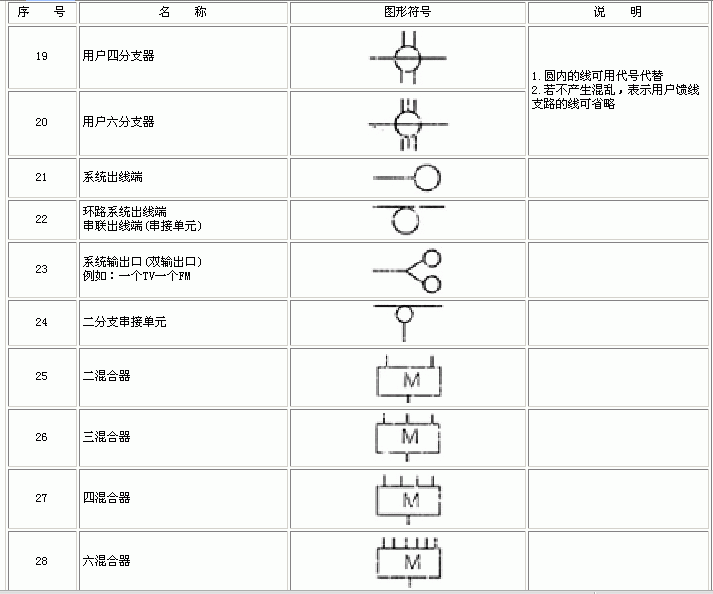 序 号 名 称 图形符号 说 明
19 用户四分支器
1.圆内的线可用代号代替
2.若不产生混乱，表示用户馈线
支路的线可省略
20 用户六分支器
21 系统出线端
22 环路系统出线端
串联出线端(串接单元)
23 系统输出口(双输出口)
例如：一个TV一个FM
24 二分支串接单元
25 二混合器 M
26 三混合器 M
27 四混合器 M
28 六混合器 M